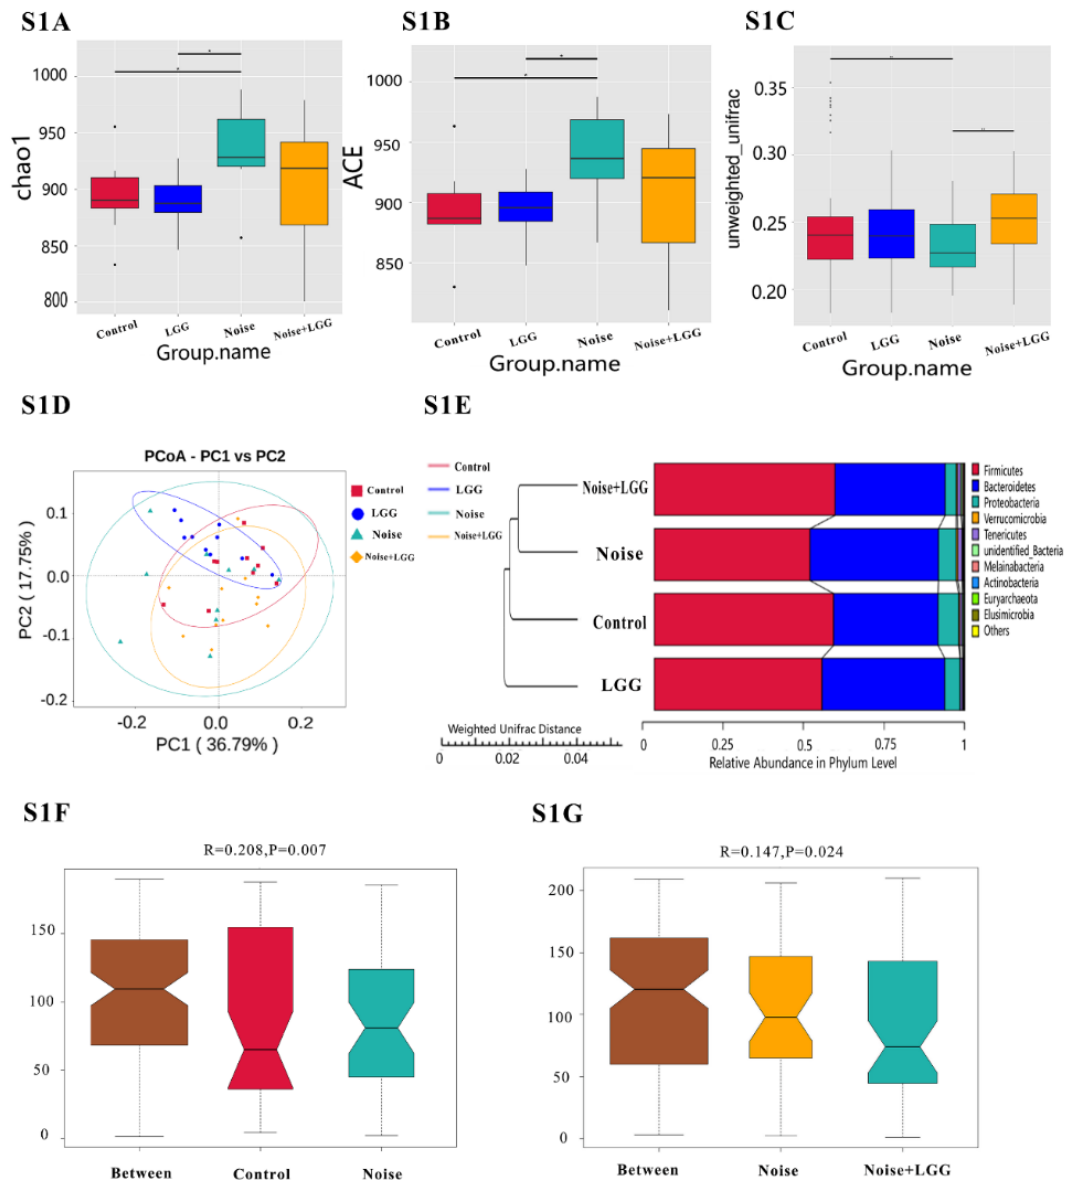 S1A
S1B
S1C
chao1
1000
950
900
850
800
Control
LGG
Noise
Noise+LGG
Group.name
ACE
1000
950
900
850
Control
LGG
Noise
Noise+LGG
Group.name
unweighted_unifrac
0.35
0.30
0.25
0.20
Control
LGG
Noise
Noise+LGG
Group.name
S1D
S1E
PCoA - PC1 vs PC2
PC2 ( 17.75% )
0.1
0.0
-0.1
-0.2
-0.2
0.0
0.2
PC1 ( 36.79% )
Control
LGG
Noise
Noise+LGG
Control
LGG
Noise
Noise+LGG
Noise+LGG
Noise
Control
LGG
Firmicutes
Bacteroidetes
Proteobacteria
Verrucomicrobia
Tenericutes
unidentified_Bacteria
Melainabacteria
Actinobacteria
Euryarchaeota
Elusimicrobia
Others
Weighted Unifrac Distance
0
0.02
0.04
0
0.25
0.5
0.75
1
Relative Abundance in Phylum Level
S1F
S1G
R=0.208,P=0.007
150
100
50
0
Between
Control
Noise
R=0.147,P=0.024
200
150
100
50
0
Between
Noise
Noise+LGG